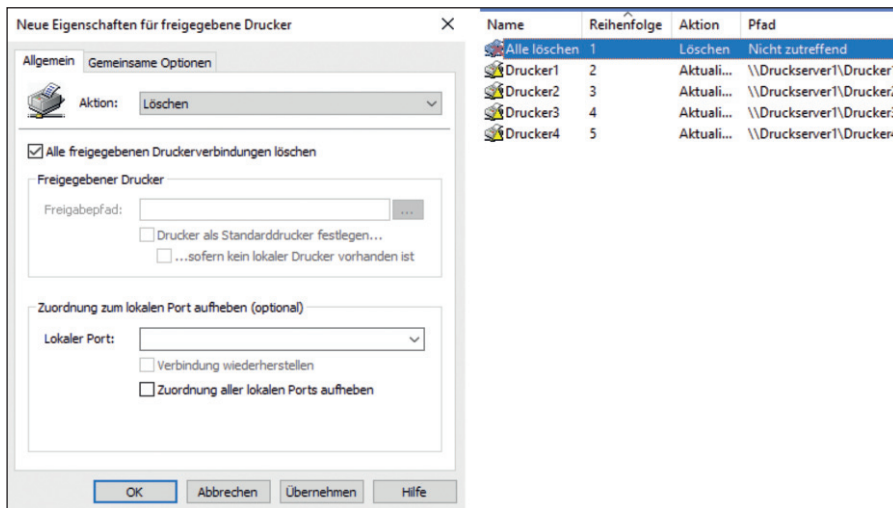 Neue Eigenschaften für freigegebene Drucker
Allgemein
Gemeinsame Optionen
Aktion:
Löschen
Alle freigegebenen Druckerverbindungen löschen
Freigegebener Drucker
Freigabepfad:
...
Drucker als Standarddrucker festlegen...
...sofern kein lokaler Drucker vorhanden ist
Zuordnung zum lokalen Port aufheben (optional)
Lokaler Port:
Verbindung wiederherstellen
Zuordnung aller lokalen Ports aufheben
OK
Abbrechen
Übernehmen
Hilfe
Name Reihenfolge Aktion Pfad
Alle löschen 1 Löschen Nicht zutreffend
Drucker1 2 Aktuali... \\Druckserver1\Drucker1
Drucker2 3 Aktuali... \\Druckserver1\Drucker2
Drucker3 4 Aktuali... \\Druckserver1\Drucker3
Drucker4 5 Aktuali... \\Druckserver1\Drucker4